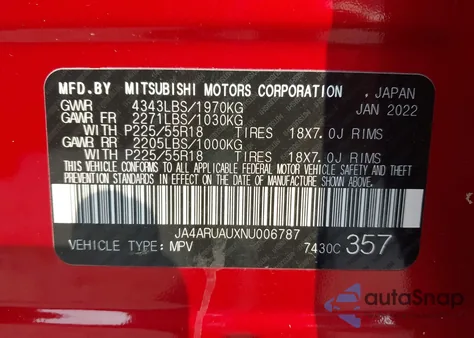 MFD.BY MITSUBISHI MOTORS CORPORATION , JAPAN
GVWR 4343LBS/1970KG JAN 2022
GAWR FR 2271LBS/1030KG
WITH P225/55R18 TIRES 18X7.0J RIMS
GAWR RR 2205LBS/1000KG
WITH P225/55R18 TIRES 18X7.0J RIMS
THIS VEHICLE CONFORMS TO ALL APPLICABLE FEDERAL MOTOR VEHICLE SAFETY AND THEFT
PREVENTION STANDARDS IN EFFECT ON THE DATE OF MANUFACTURE SHOWN ABOVE.
JA4ARUAUXNU006787
VEHICLE TYPE: MPV 7430C 357
autoSnap